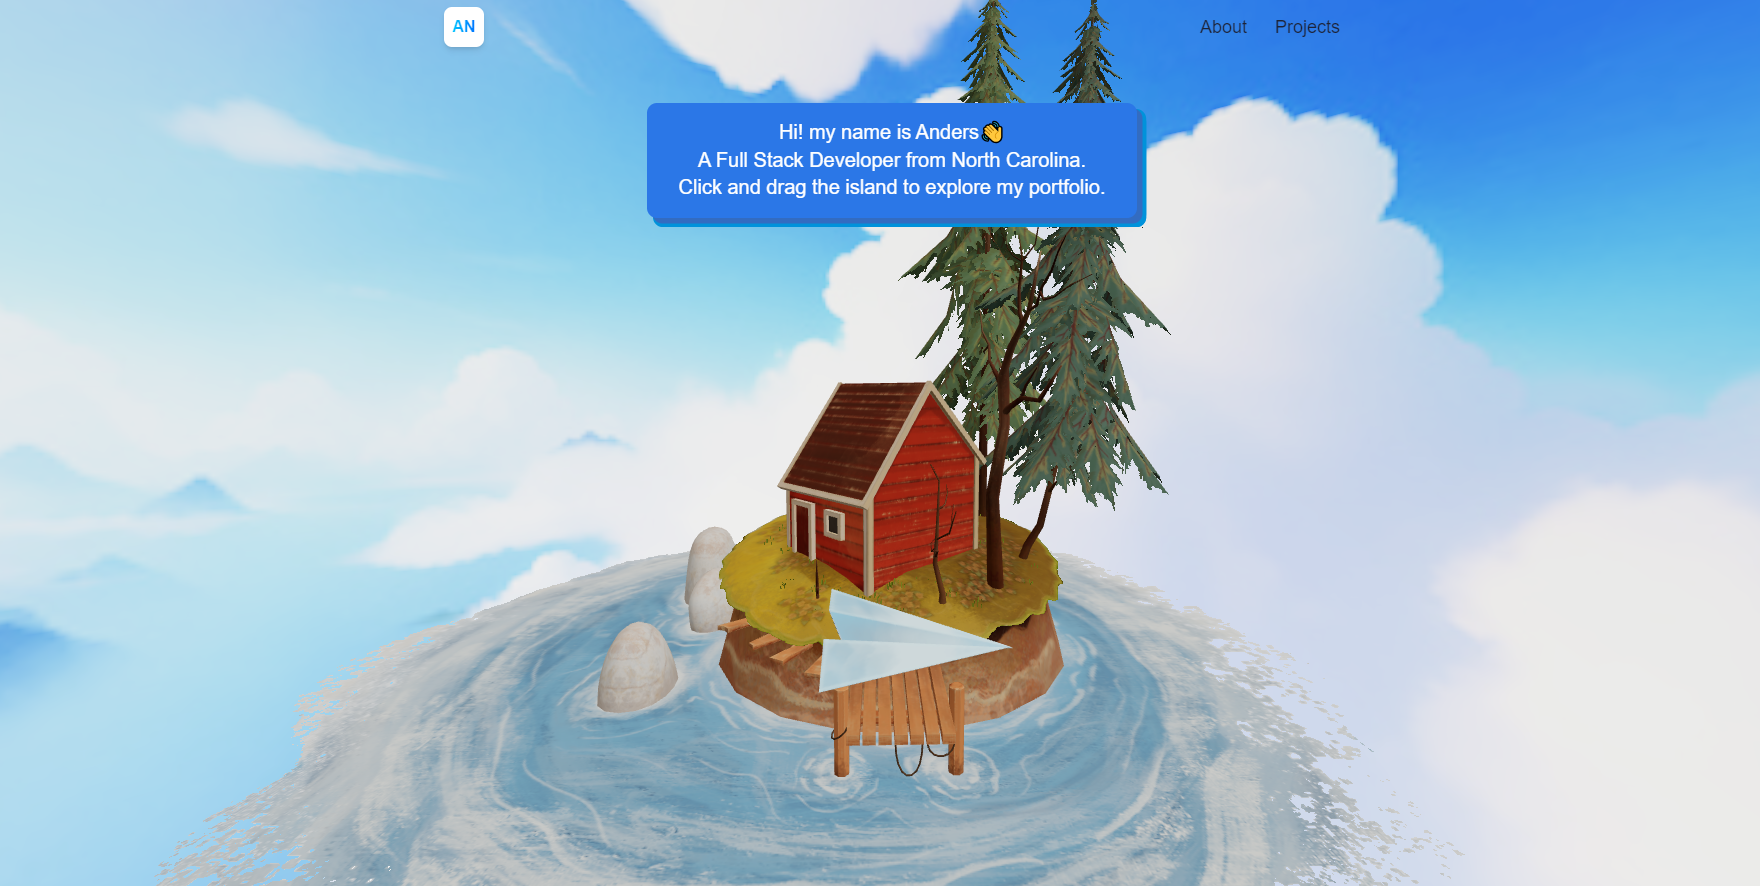 AN
About
Projects
Hi! my name is Anders👋
A Full Stack Developer from North Carolina.
Click and drag the island to explore my portfolio.